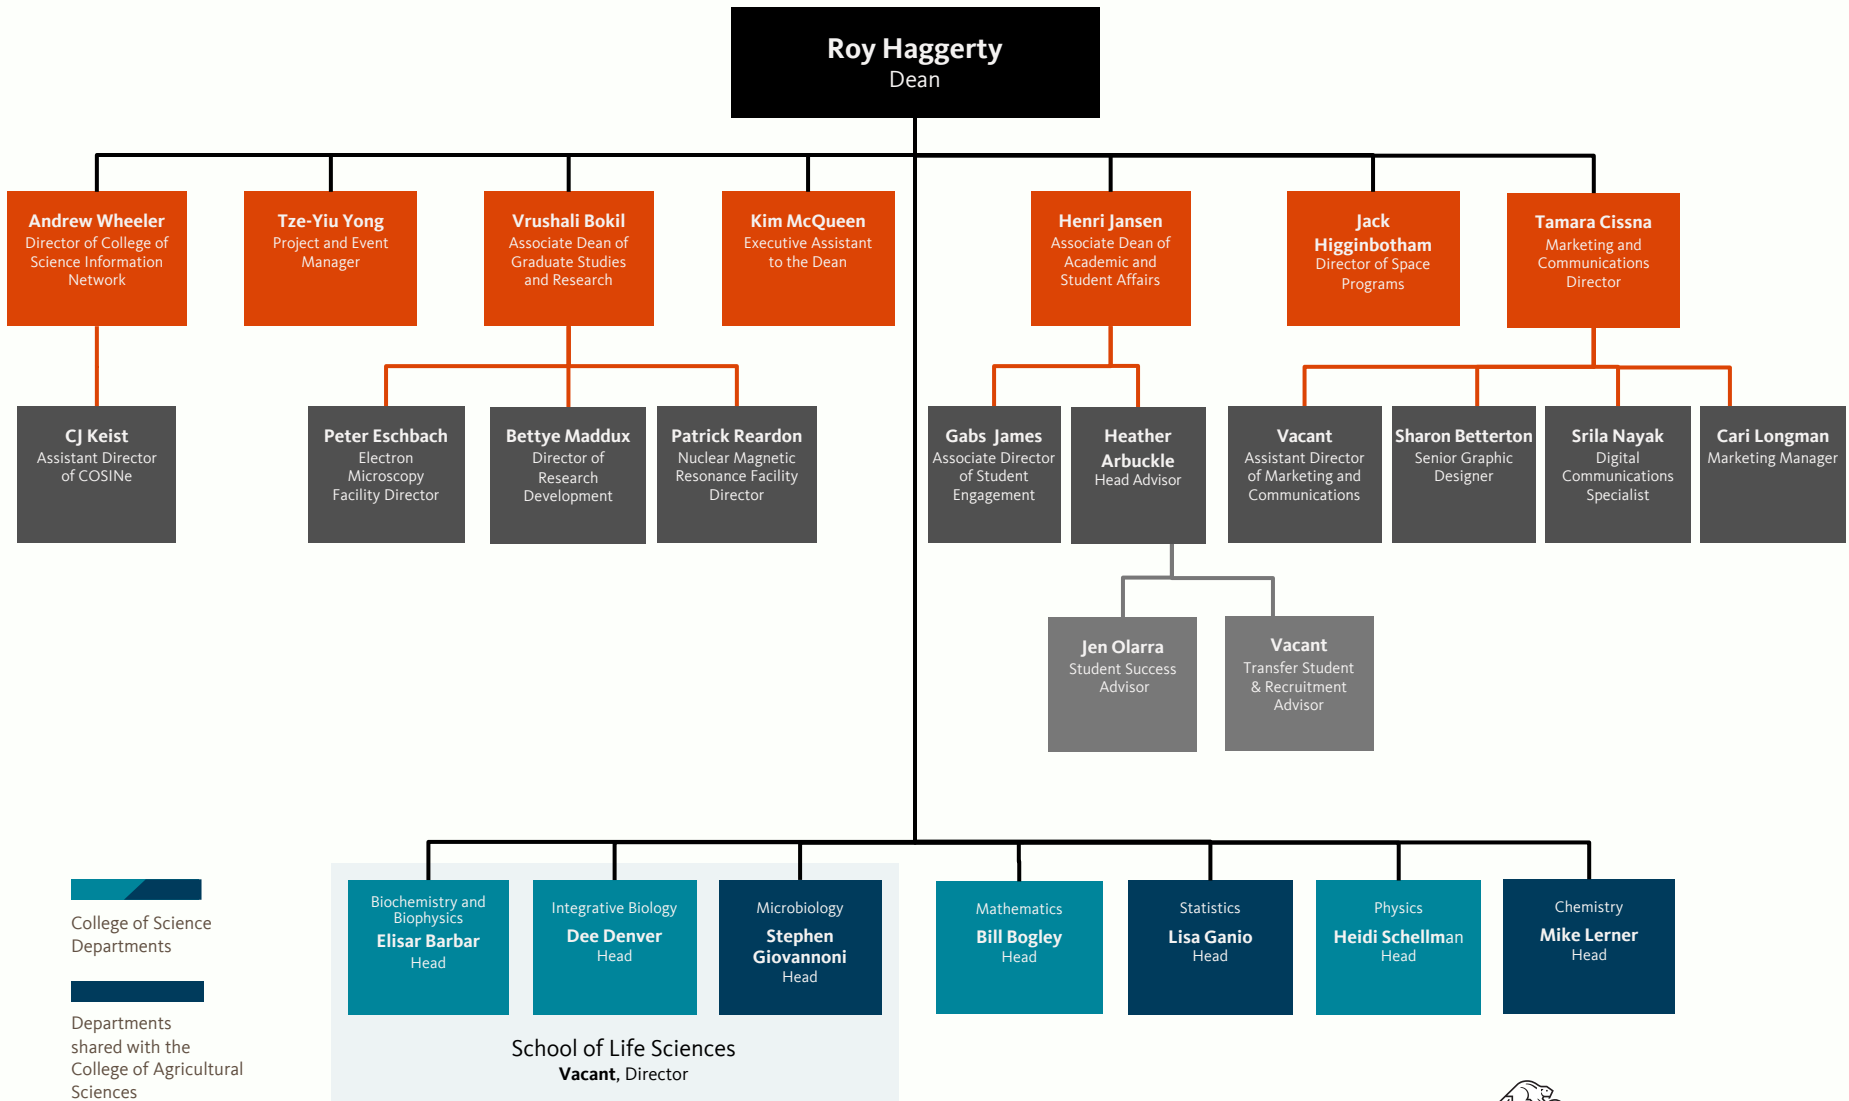 Roy Haggerty
Dean
Andrew Wheeler
Director of College of
Science Information
Network
Tze-Yiu Yong
Project and Event
Manager
Vrushali Bokil
Associate Dean of
Graduate Studies
and Research
Kim McQueen
Executive Assistant
to the Dean
Henri Jansen
Associate Dean of
Academic and
Student Affairs
Jack
Higginbotham
Director of Space
Programs
Tamara Cissna
Marketing and
Communications
Director
CJ Keist
Assistant Director
of COSINe
Peter Eschbach
Electron
Microscopy
Facility Director
Bettye Maddux
Director of
Research
Development
Patrick Reardon
Nuclear Magnetic
Resonance Facility
Director
Gabs James
Associate Director
of Student
Engagement
Heather
Arbuckle
Head Advisor
Vacant
Assistant Director
of Marketing and
Communications
Sharon Betterton
Senior Graphic
Designer
Srila Nayak
Digital
Communications
Specialist
Cari Longman
Marketing Manager
Jen Olarra
Student Success
Advisor
Vacant
Transfer Student
& Recruitment
Advisor
College of Science
Departments
Departments
shared with the
College of Agricultural
Sciences
Biochemistry and
Biophysics
Elisar Barbar
Head
Integrative Biology
Dee Denver
Head
Microbiology
Stephen
Giovannoni
Head
School of Life Sciences
Vacant, Director
Mathematics
Bill Bogley
Head
Statistics
Lisa Ganio
Head
Physics
Heidi Schellman
Head
Chemistry
Mike Lerner
Head